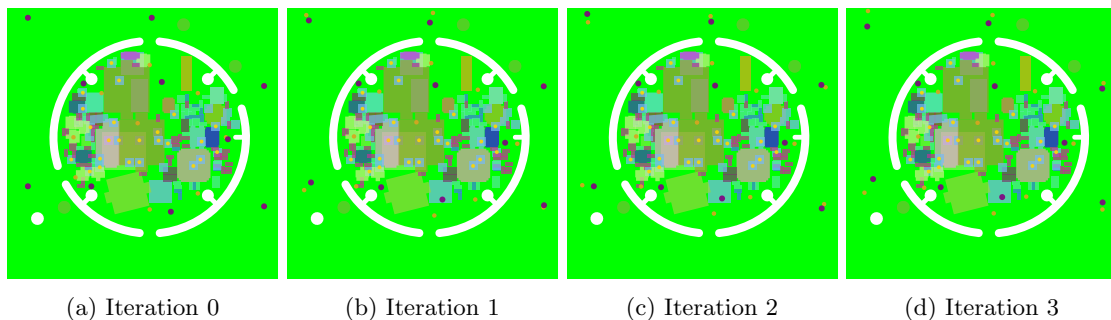 (a) Iteration 0
(b) Iteration 1
(c) Iteration 2
(d) Iteration 3